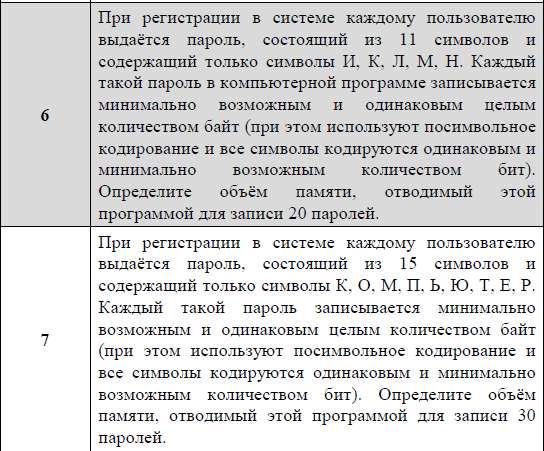 При регистрации в системе каждому пользователю
выдаётся пароль, состоящий из 11 символов и
содержащий только символы И, К, Л, М, Н. Каждый
такой пароль в компьютерной программе записывается
минимально возможным и одинаковым целым
6
количеством байт (при этом используют посимвольное
кодирование и все символы кодируются одинаковым и
минимально возможным количеством бит).
Определите объём памяти, отводимый этой
программой для записи 20 паролей.
При регистрации в системе каждому пользователю
выдаётся пароль, состоящий из 15 символов и
содержащий только символы К, О, М, П, Ь, Ю, Т, Е, Р.
Каждый такой пароль записывается минимально
возможным и одинаковым целым количеством байт
7
(при этом используют посимвольное кодирование и
все символы кодируются одинаковым и минимально
возможным количеством бит). Определите объём
памяти, отводимый этой программой для записи 30
паролей.